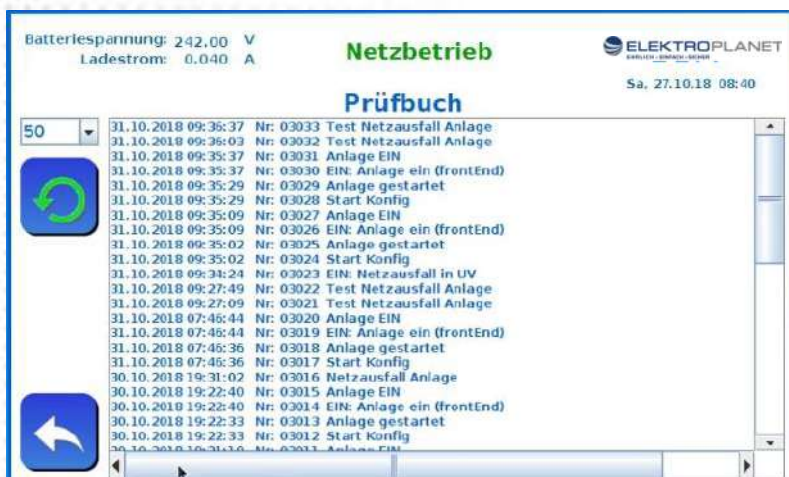 Batteriespannung: 242.00 V
Ladestrom: 0.040 A
Netzbetrieb
ELEKTROPLANET
EHRLICH - EINFACH - SICHER
Sa, 27.10.18 08:40
Prüfbuch
50
31.10.2018 09:36:37 Nr: 03033 Test Netzausfall Anlage
31.10.2018 09:36:03 Nr: 03032 Test Netzausfall Anlage
31.10.2018 09:35:37 Nr: 03031 Anlage EIN
31.10.2018 09:35:37 Nr: 03030 EIN: Anlage ein (frontEnd)
31.10.2018 09:35:29 Nr: 03029 Anlage gestartet
31.10.2018 09:35:29 Nr: 03028 Start Konfig
31.10.2018 09:35:09 Nr: 03027 Anlage EIN
31.10.2018 09:35:09 Nr: 03026 EIN: Anlage ein (frontEnd)
31.10.2018 09:35:02 Nr: 03025 Anlage gestartet
31.10.2018 09:35:02 Nr: 03024 Start Konfig
31.10.2018 09:34:24 Nr: 03023 EIN: Netzausfall in UV
31.10.2018 09:27:49 Nr: 03022 Test Netzausfall Anlage
31.10.2018 09:27:09 Nr: 03021 Test Netzausfall Anlage
31.10.2018 07:46:44 Nr: 03020 Anlage EIN
31.10.2018 07:46:44 Nr: 03019 EIN: Anlage ein (frontEnd)
31.10.2018 07:46:36 Nr: 03018 Anlage gestartet
31.10.2018 07:46:36 Nr: 03017 Start Konfig
30.10.2018 19:31:02 Nr: 03016 Netzausfall Anlage
30.10.2018 19:22:40 Nr: 03015 Anlage EIN
30.10.2018 19:22:40 Nr: 03014 EIN: Anlage ein (frontEnd)
30.10.2018 19:22:33 Nr: 03013 Anlage gestartet
30.10.2018 19:22:33 Nr: 03012 Start Konfig
30.10.2018 Nr: 03011 Anlage EIN